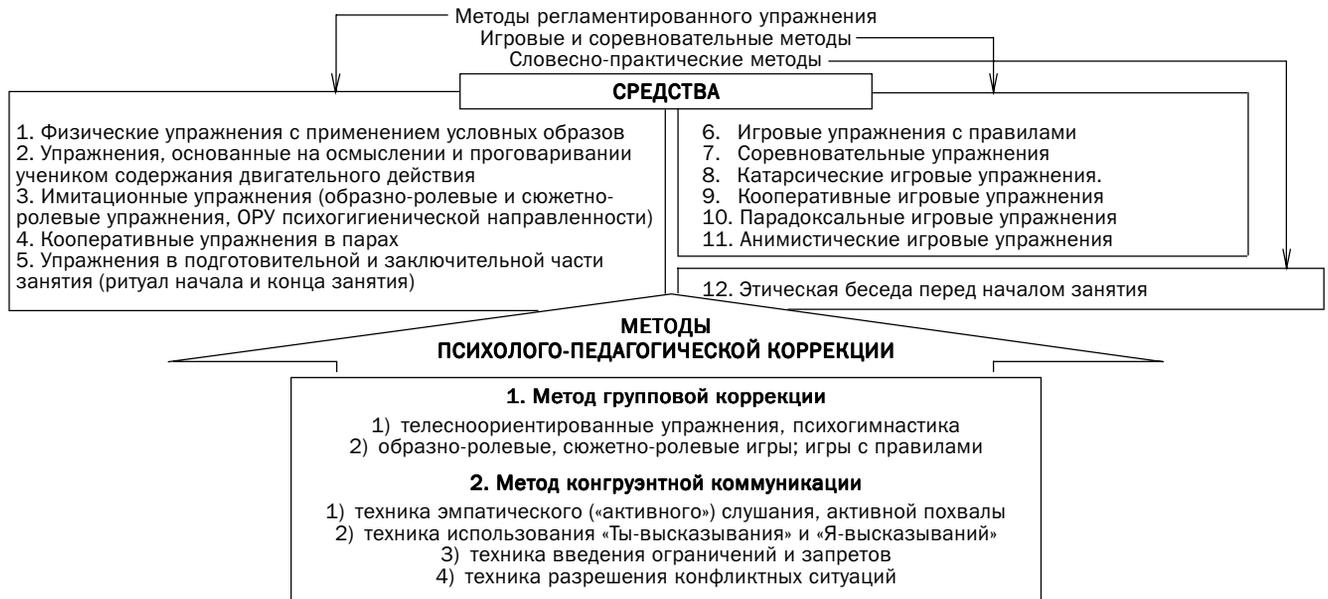 Методы регламентированного упражнения
Игровые и соревновательные методы
Словесно-практические методы
СРЕДСТВА
1. Физические упражнения с применением условных образов
2. Упражнения, основанные на осмыслении и проговаривании
учеником содержания двигательного действия
3. Имитационные упражнения (образно-ролевые и сюжетно-
ролевые упражнения, ОРУ психогигиенической направленности)
4. Кооперативные упражнения в парах
5. Упражнения в подготовительной и заключительной части
занятия (ритуал начала и конца занятия)
6. Игровые упражнения с правилами
7. Соревновательные упражнения
8. Катарсические игровые упражнения.
9. Кооперативные игровые упражнения
10. Парадоксальные игровые упражнения
11. Анимистические игровые упражнения
12. Этическая беседа перед началом занятия
МЕТОДЫ
ПСИХОЛОГО-ПЕДАГОГИЧЕСКОЙ КОРРЕКЦИИ
1. Метод групповой коррекции
1) телесноориентированные упражнения, психогимнастика
2) образно-ролевые, сюжетно-ролевые игры; игры с правилами
2. Метод конгруэнтной коммуникации
1) техника эмпатического («активного») слушания, активной похвалы
2) техника использования «Ты-высказывания» и «Я-высказываний»
3) техника введения ограничений и запретов
4) техника разрешения конфликтных ситуаций